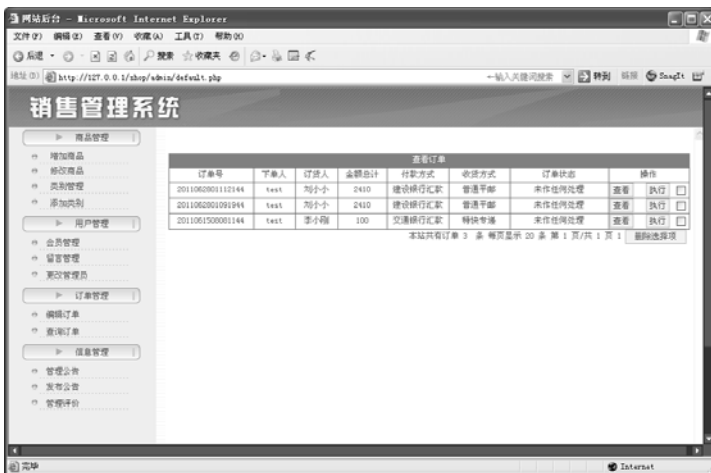 网站后台 - Microsoft Internet Explorer
文件(F) 编辑(E) 查看(V) 收藏(A) 工具(T) 帮助(H)
后退 搜索 收藏夹
地址(D) http://127.0.0.1/shop/admin/default.php 输入关键词搜索 转到 链接 SnagIt
销售管理系统
商品管理
增加商品
修改商品
类别管理
添加类别
用户管理
会员管理
留言管理
更改管理员
订单管理
编辑订单
查询订单
信息管理
管理公告
发布公告
管理评价
查看订单
订单号 下单人 订货人 金额总计 付款方式 收货方式 订单状态 操作
2011062801112144 test 刘小小 2410 建设银行汇款 普通平邮 未作任何处理 查看 执行
2011062801091944 test 刘小小 2410 建设银行汇款 普通平邮 未作任何处理 查看 执行
2011061500081144 test 李小刚 100 交通银行汇款 特快专递 未作任何处理 查看 执行
本站共有订单 3 条 每页显示 20 条 第 1 页/共 1 页 1 删除选择项
完毕 Internet